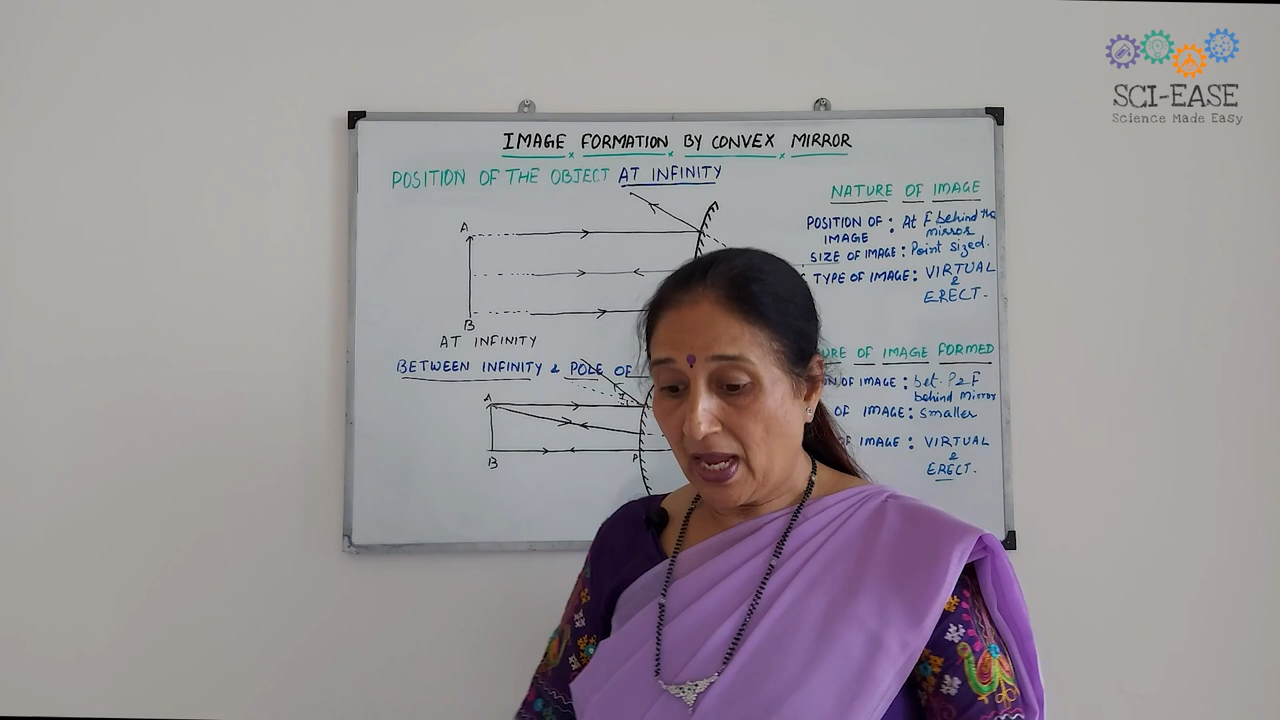 SCI-EASE
Science Made Easy
IMAGE FORMATION BY CONVEX MIRROR
POSITION OF THE OBJECT AT INFINITY
A
B
AT INFINITY
NATURE OF IMAGE
POSITION OF : At F behind the
IMAGE : mirror
SIZE OF IMAGE : Point sized.
TYPE OF IMAGE : VIRTUAL
&
ERECT.
BETWEEN INFINITY & POLE OF
A
B
P
OF IMAGE FORMED
OF IMAGE : bet. P & F
behind Mirror
OF IMAGE : smaller
OF IMAGE : VIRTUAL
&
ERECT.